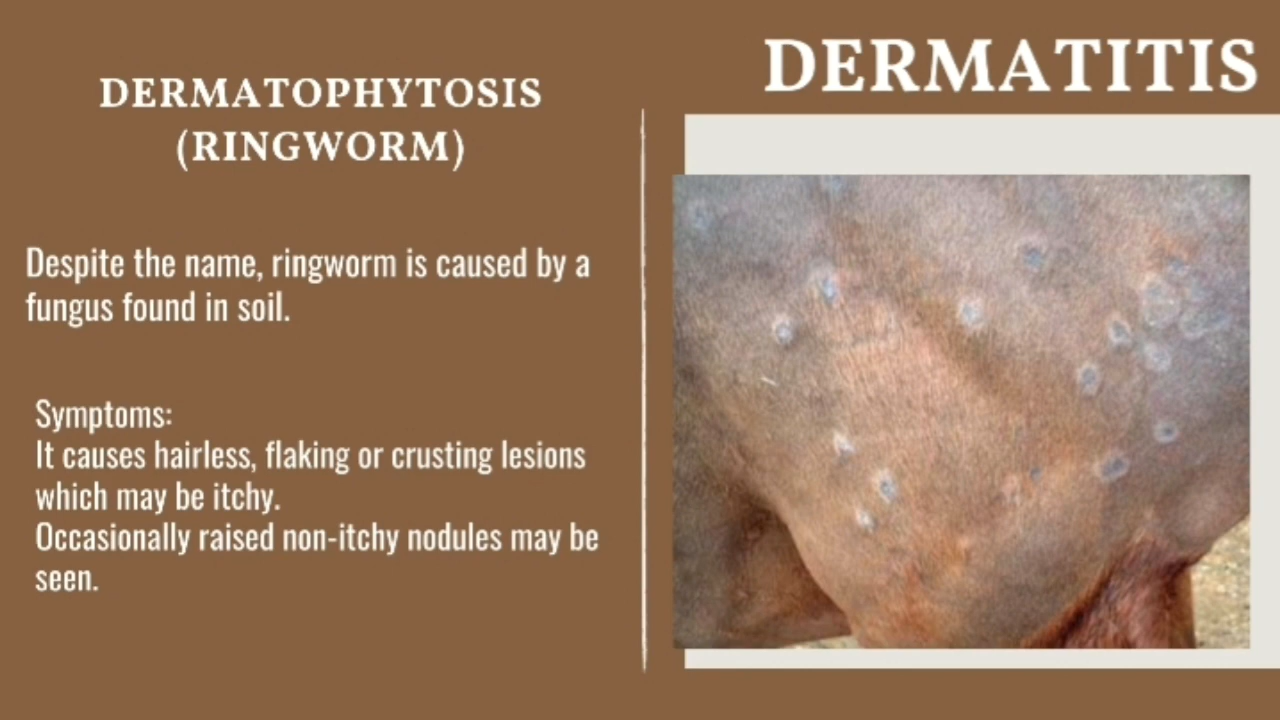 DERMATITIS
DERMATOPHYTOSIS
(RINGWORM)
Despite the name, ringworm is caused by a
fungus found in soil.
Symptoms:
It causes hairless, flaking or crusting lesions
which may be itchy.
Occasionally raised non-itchy nodules may be
seen.